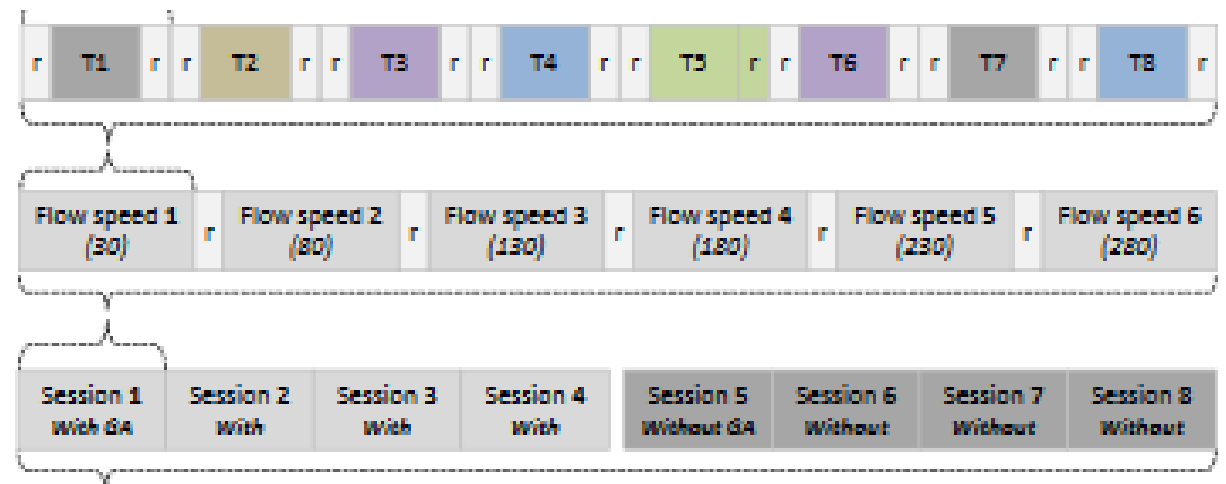 r T1 r r T2 r r T3 r r T4 r r T5 r r T6 r r T7 r r T8 r
Flow speed 1 r Flow speed 2 r Flow speed 3 r Flow speed 4 r Flow speed 5 r Flow speed 6
(30) (80) (130) (180) (230) (280)
Session 1 Session 2 Session 3 Session 4 Session 5 Session 6 Session 7 Session 8
With GA With With With Without GA Without Without Without